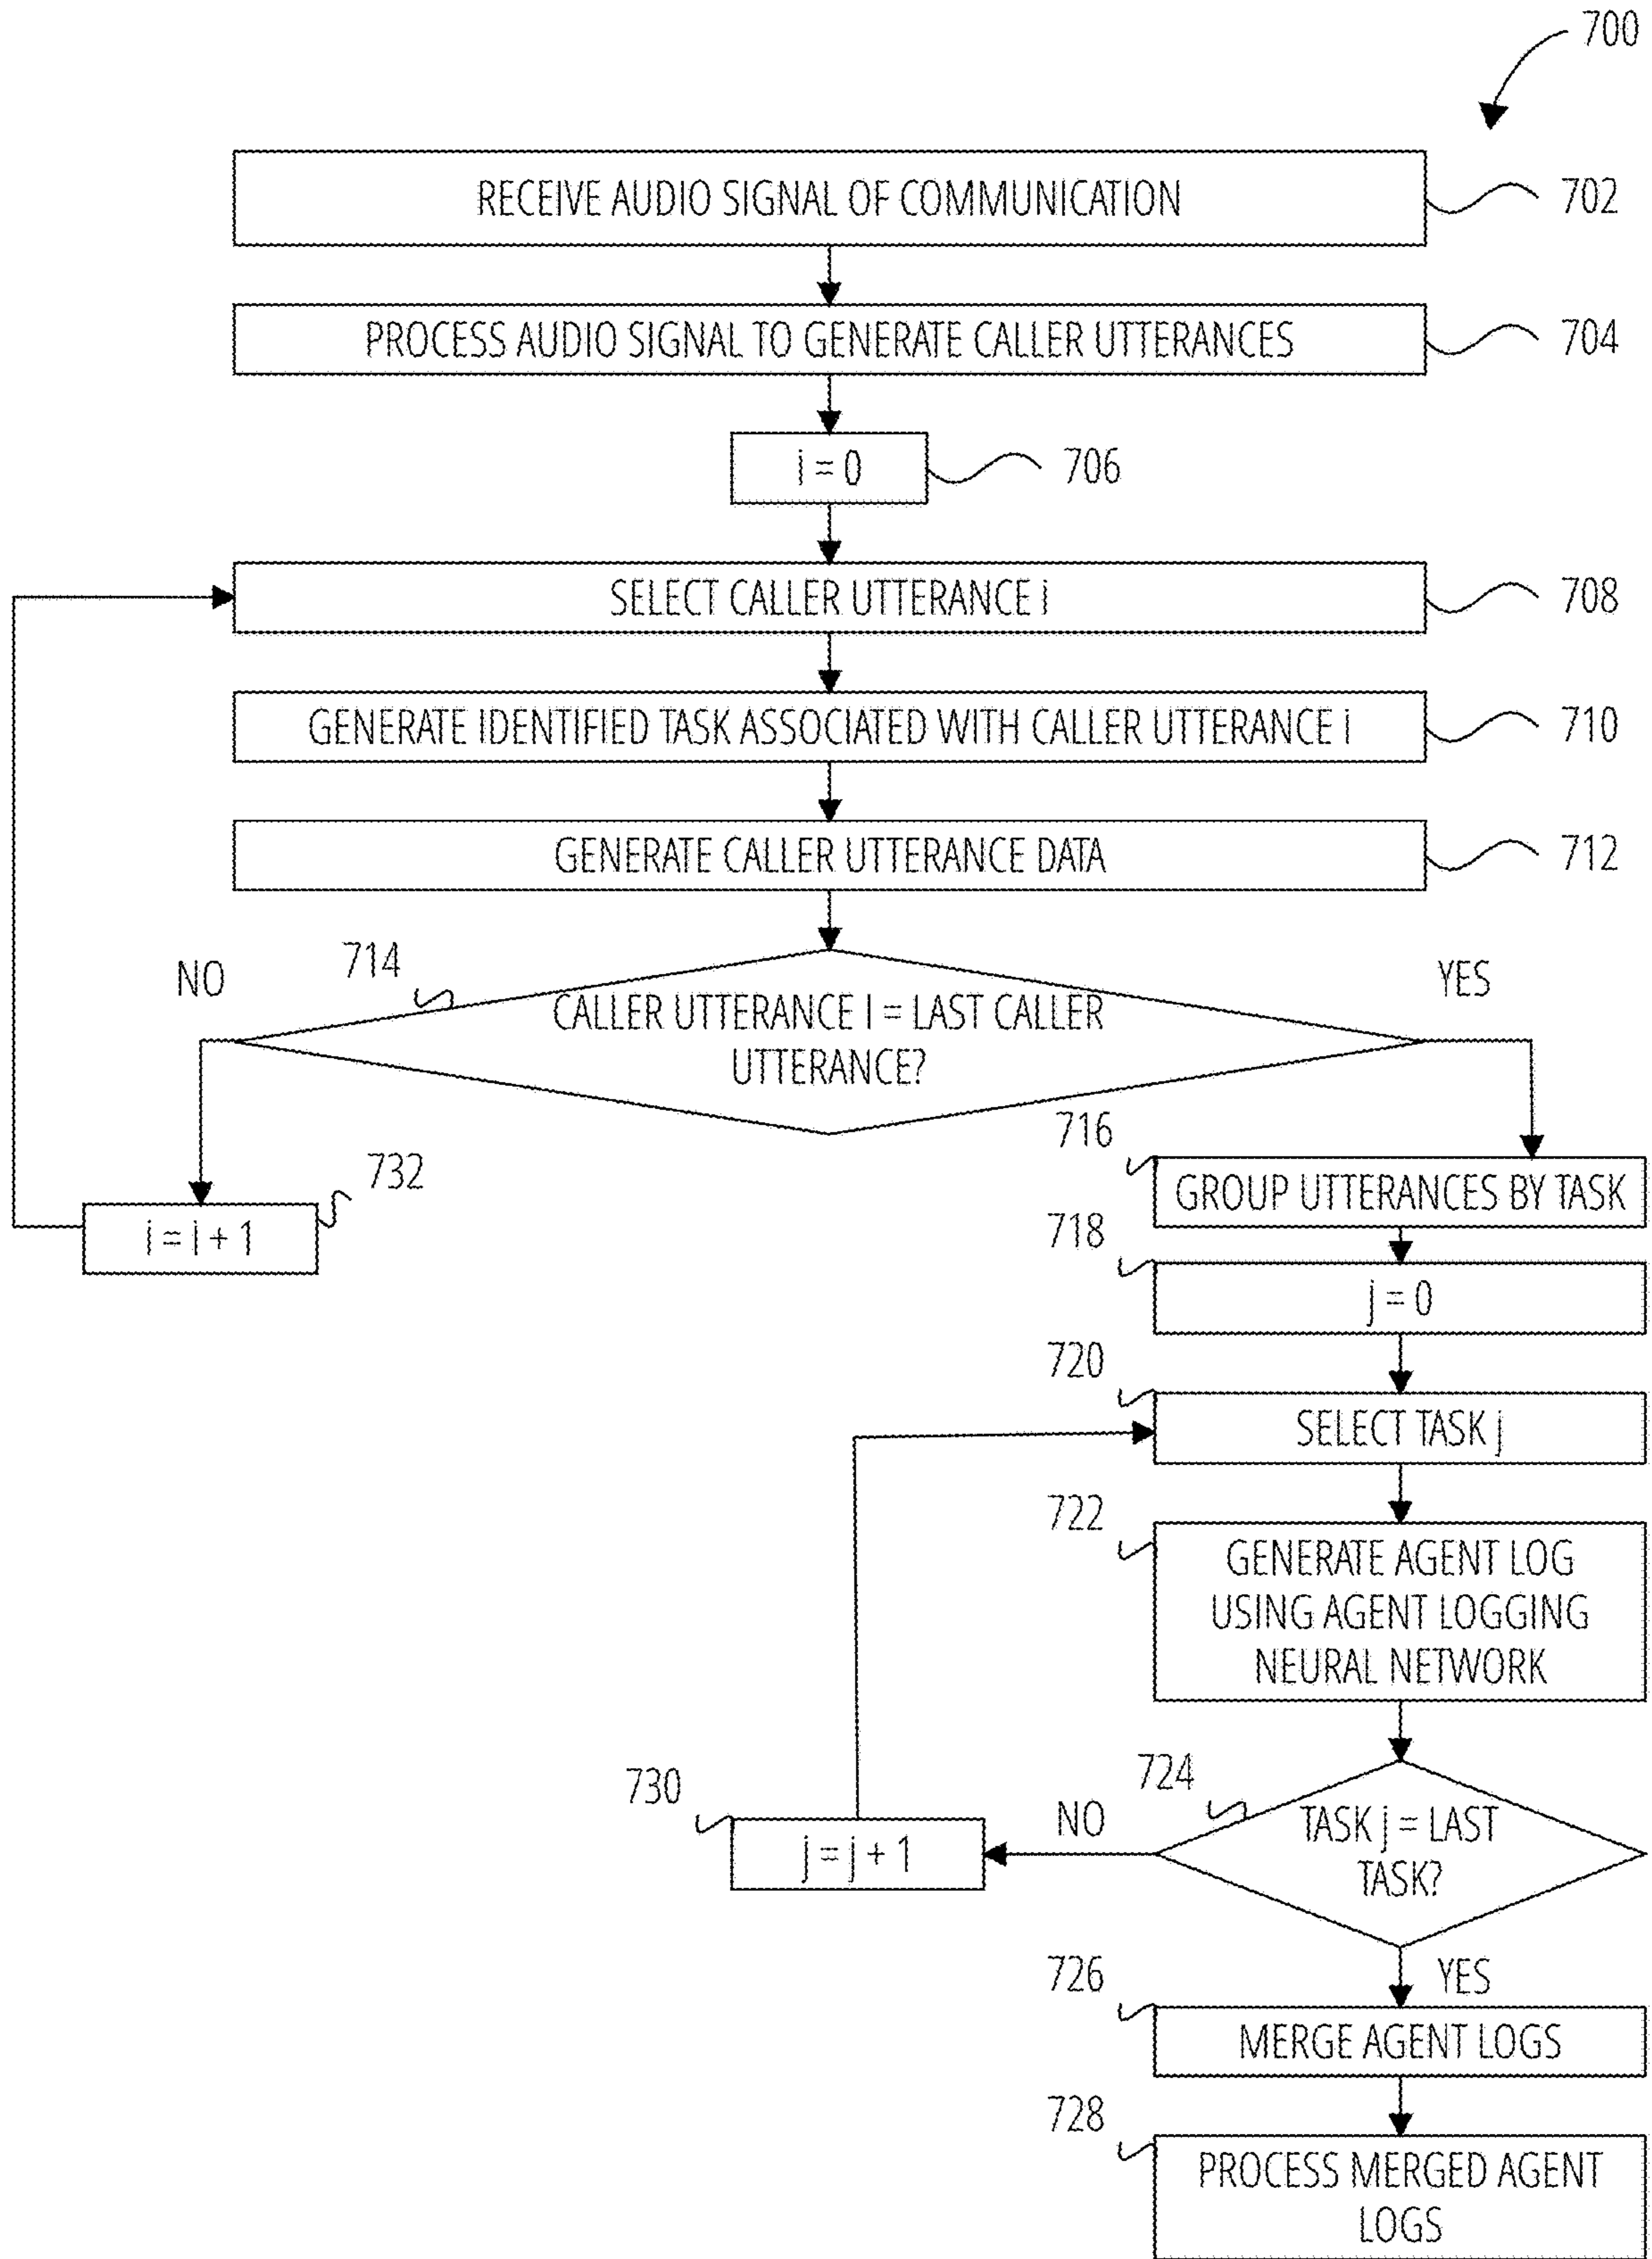 700
RECEIVE AUDIO SIGNAL OF COMMUNICATION
702
PROCESS AUDIO SIGNAL TO GENERATE CALLER UTTERANCES
704
i = 0
706
SELECT CALLER UTTERANCE i
708
GENERATE IDENTIFIED TASK ASSOCIATED WITH CALLER UTTERANCE i
710
GENERATE CALLER UTTERANCE DATA
712
NO
714
CALLER UTTERANCE I = LAST CALLER
UTTERANCE?
YES
732
i = i + 1
716
GROUP UTTERANCES BY TASK
718
j = 0
720
SELECT TASK j
722
GENERATE AGENT LOG
USING AGENT LOGGING
NEURAL NETWORK
724
TASK j = LAST
TASK?
NO
730
j = j + 1
YES
726
MERGE AGENT LOGS
728
PROCESS MERGED AGENT
LOGS